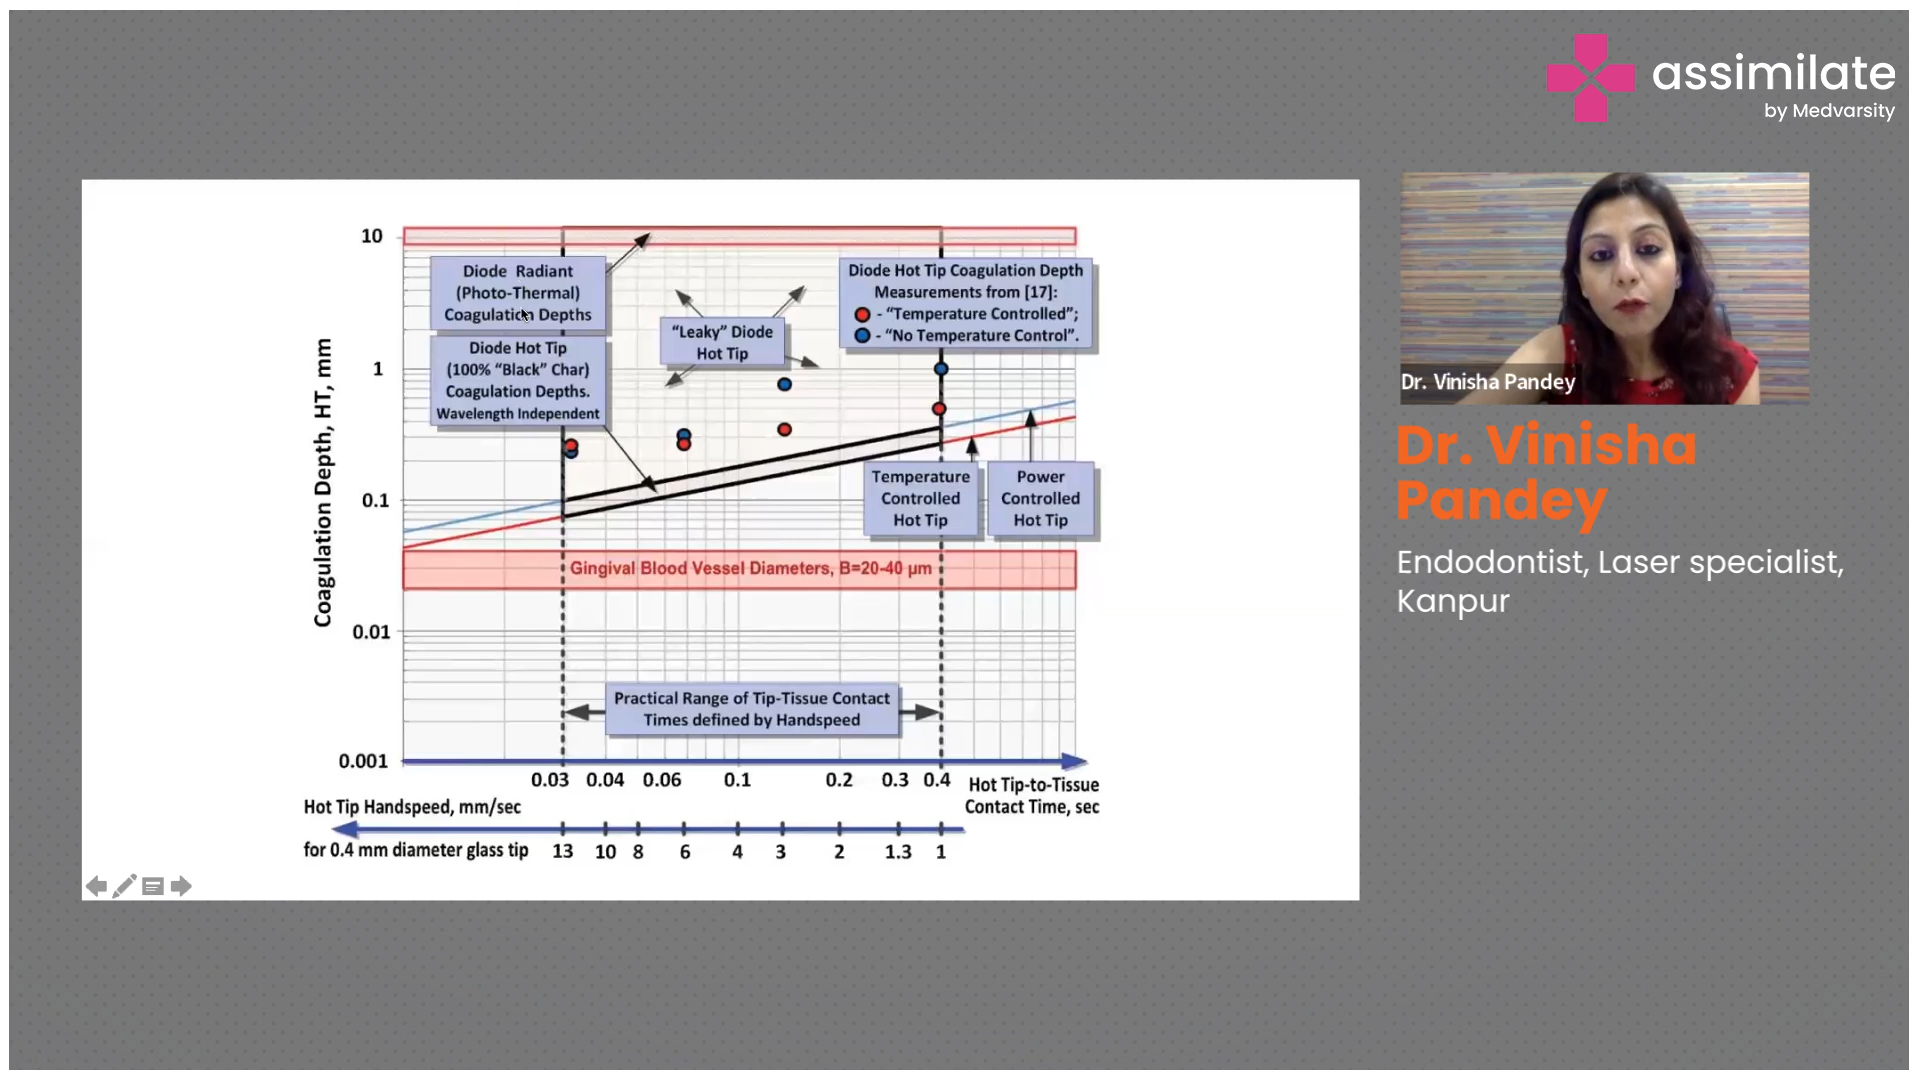 assimilate
by Medvarsity
10
Diode Radiant
(Photo-Thermal)
Coagulation Depths
Diode Hot Tip Coagulation Depth
Measurements from [17]:
- “Temperature Controlled”;
- “No Temperature Control”.
“Leaky” Diode
Hot Tip
Diode Hot Tip
(100% “Black” Char)
Coagulation Depths.
Wavelength Independent
1
Coagulation Depth, HT, mm
Temperature
Controlled
Hot Tip
Power
Controlled
Hot Tip
0.1
Gingival Blood Vessel Diameters, B=20-40 µm
0.01
Practical Range of Tip-Tissue Contact
Times defined by Handspeed
0.001
0.03 0.04 0.06 0.1 0.2 0.3 0.4
Hot Tip-to-Tissue
Contact Time, sec
Hot Tip Handspeed, mm/sec
for 0.4 mm diameter glass tip
13 10 8 6 4 3 2 1.3 1
Dr. Vinisha Pandey
Dr. Vinisha
Pandey
Endodontist, Laser specialist,
Kanpur